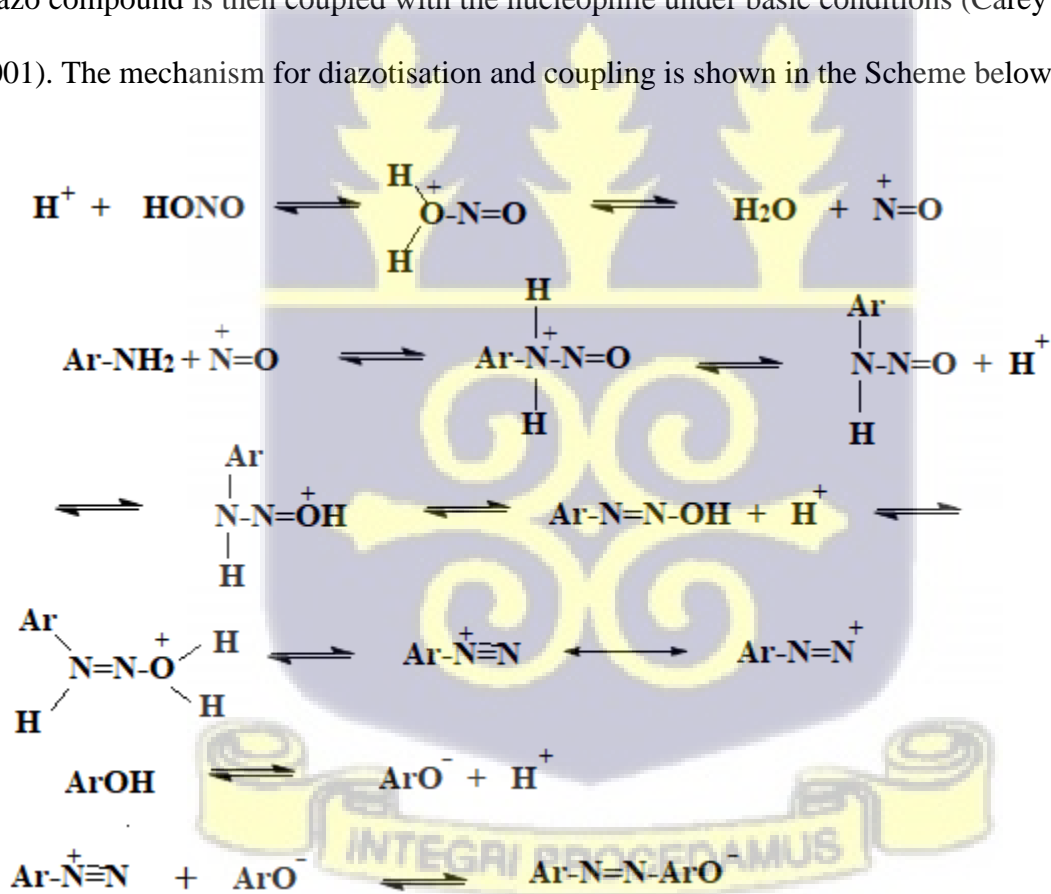 azo compound is then coupled with the nucleophile under basic conditions (Carey
001). The mechanism for diazotisation and coupling is shown in the Scheme below
H+ + HONO ⇌ H H O+-N=O ⇌ H2O + N+=O
Ar-NH2 + N+=O ⇌ H Ar-N+-N=O H ⇌ Ar N-N=O H + H+
⇌ Ar N-N=O+H H ⇌ Ar-N=N-OH + H+ ⇌
Ar H N=N-O+ H H ⇌ Ar-N+≡N ↔ Ar-N=N+
ArOH ⇌ ArO- + H+
INTEGRI PROCEDAMUS
Ar-N+≡N + ArO- ⇌ Ar-N=N-ArO-